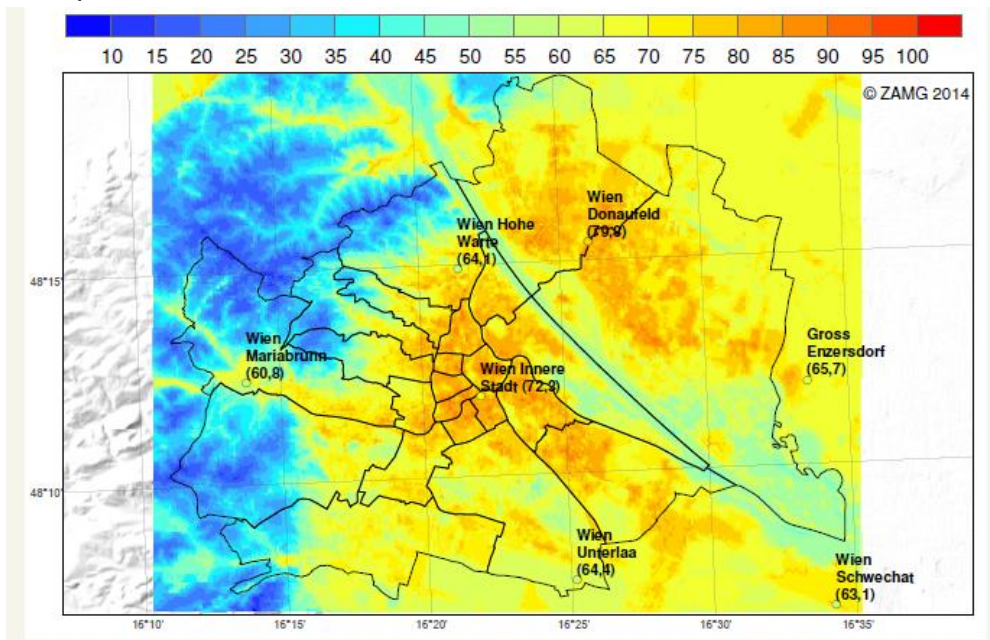 10 15 20 25 30 35 40 45 50 55 60 65 70 75 80 85 90 95 100
© ZAMG 2014
Wien
Donaufeld
(79,8)
Wien Hohe
Warte
(64,1)
48°15'
Gross
Enzersdorf
(65,7)
Wien
Mariabrunn
(60,8)
Wien Innere
Stadt (72,2)
48°10'
Wien
Unterlaa
(64,4)
Wien
Schwechat
(63,1)
16°10' 16°15' 16°20' 16°25' 16°30' 16°35'